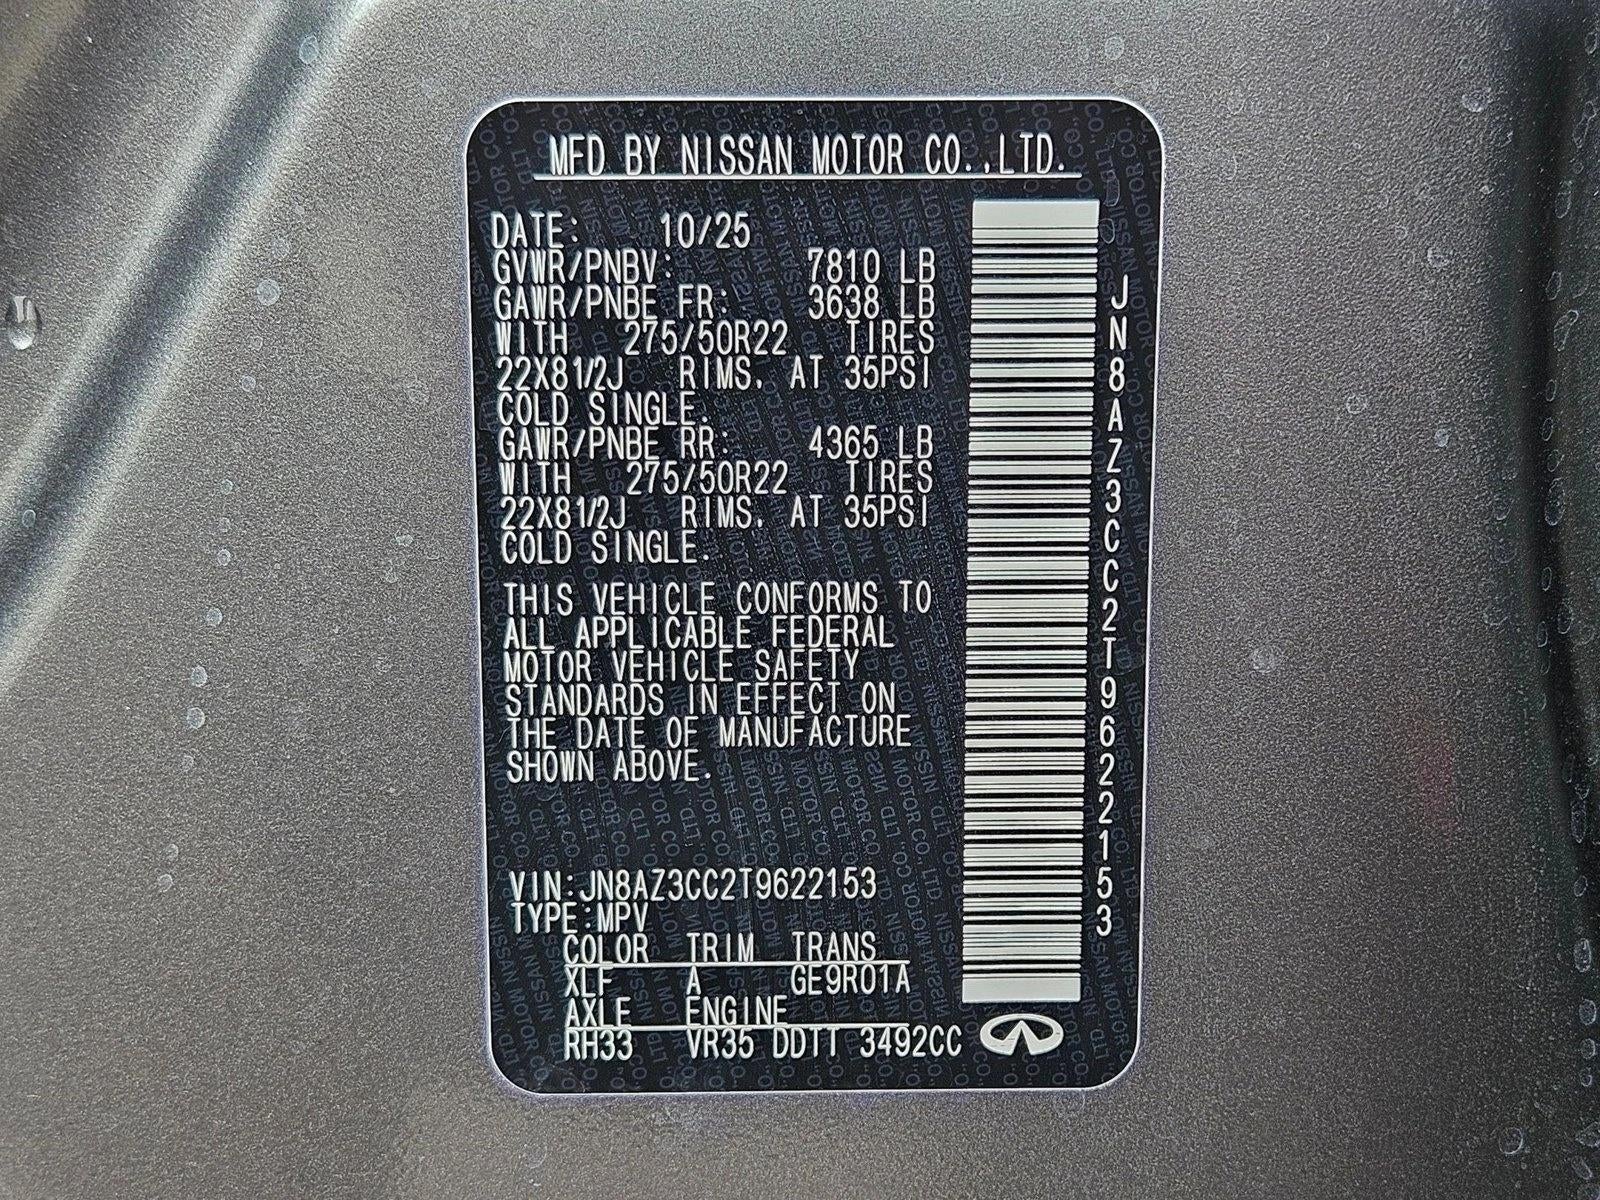 MFD BY NISSAN MOTOR CO.,LTD.
DATE: 10/25
GVWR/PNBV: 7810 LB
GAWR/PNBE FR: 3638 LB
WITH 275/50R22 TIRES
22X81/2J RIMS. AT 35PSI
COLD SINGLE.
GAWR/PNBE RR: 4365 LB
WITH 275/50R22 TIRES
22X81/2J RIMS. AT 35PSI
COLD SINGLE.
THIS VEHICLE CONFORMS TO
ALL APPLICABLE FEDERAL
MOTOR VEHICLE SAFETY
STANDARDS IN EFFECT ON
THE DATE OF MANUFACTURE
SHOWN ABOVE.
VIN:JN8AZ3CC2T9622153
TYPE:MPV
COLOR TRIM TRANS
XLF A GE9R01A
AXLE ENGINE
RH33 VR35 DDTT 3492CC
JN8AZ3CC2T9622153